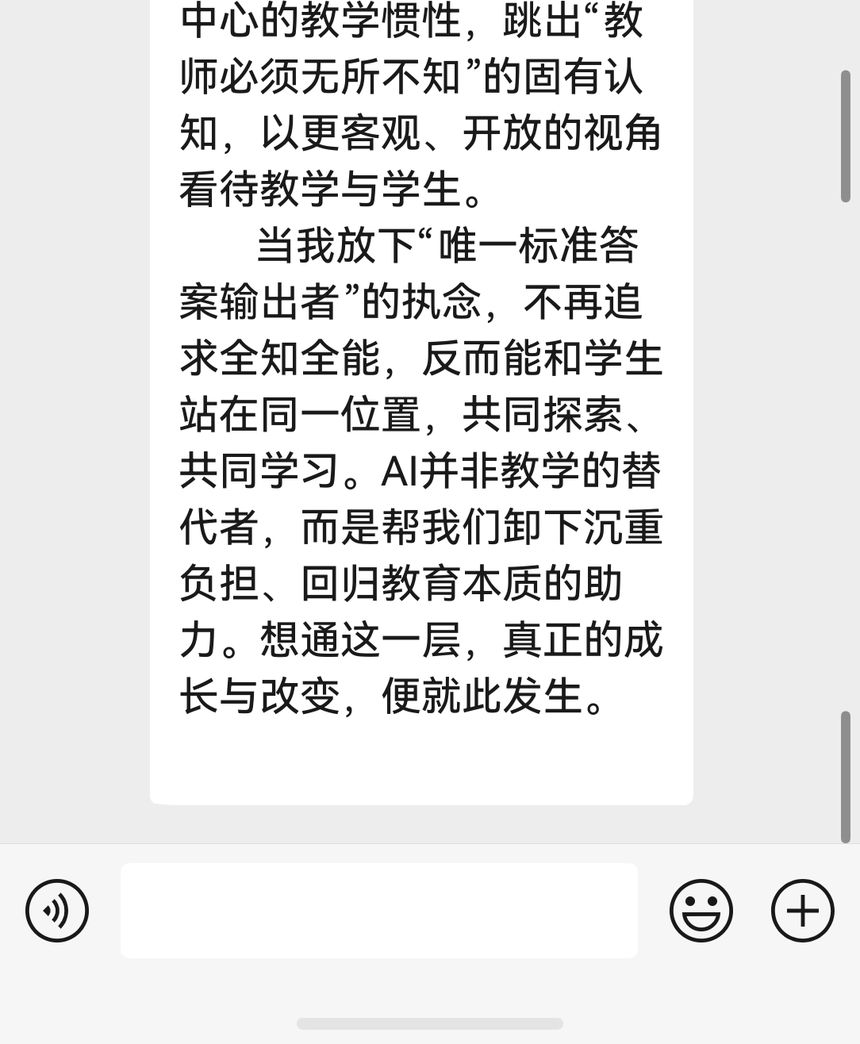 中心的教学惯性，跳出“教
师必须无所不知”的固有认
知，以更客观、开放的视角
看待教学与学生。
当我放下“唯一标准答
案输出者”的执念，不再追
求全知全能，反而能和学生
站在同一位置，共同探索、
共同学习。AI并非教学的替
代者，而是帮我们卸下沉重
负担、回归教育本质的助
力。想通这一层，真正的成
长与改变，便就此发生。